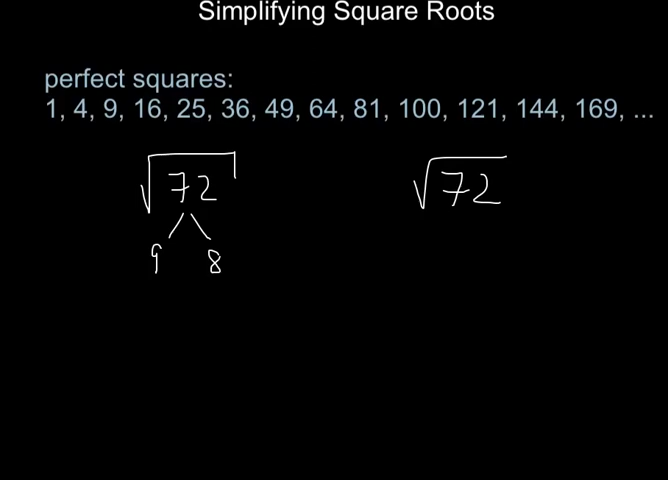 Simplifying Square Roots
perfect squares:
1, 4, 9, 16, 25, 36, 49, 64, 81, 100, 121, 144, 169, ...
√72 √72
9 8